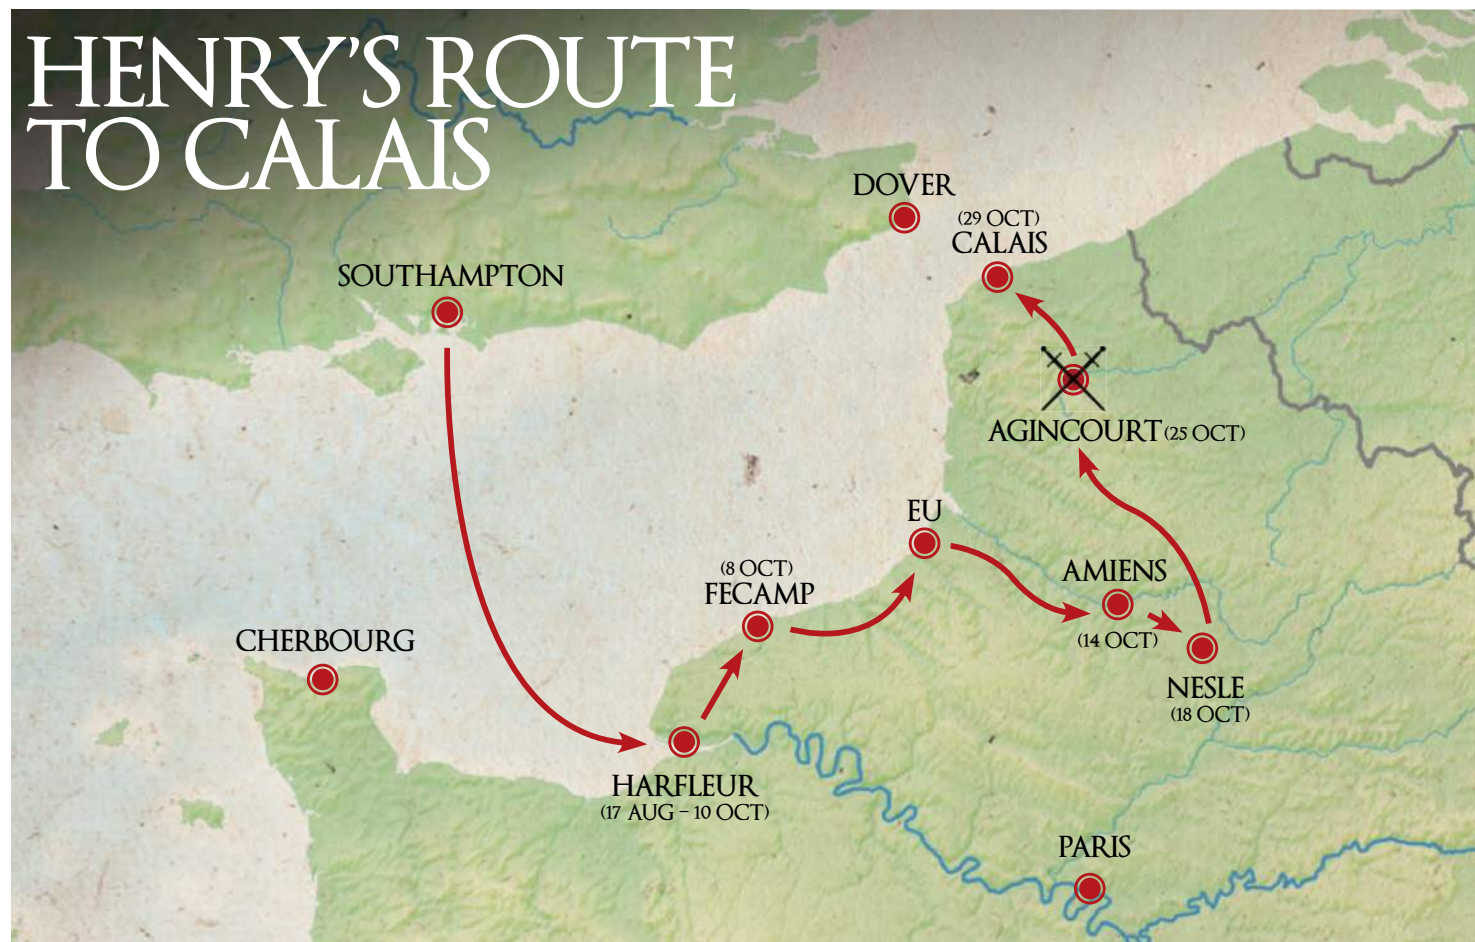 HENRY'S ROUTE
TO CALAIS
DOVER
(29 OCT)
CALAIS
SOUTHAMPTON
AGINCOURT (25 OCT)
EU
(8 OCT)
FECAMP
AMIENS
(14 OCT)
CHERBOURG
NESLE
(18 OCT)
HARFLEUR
(17 AUG – 10 OCT)
PARIS